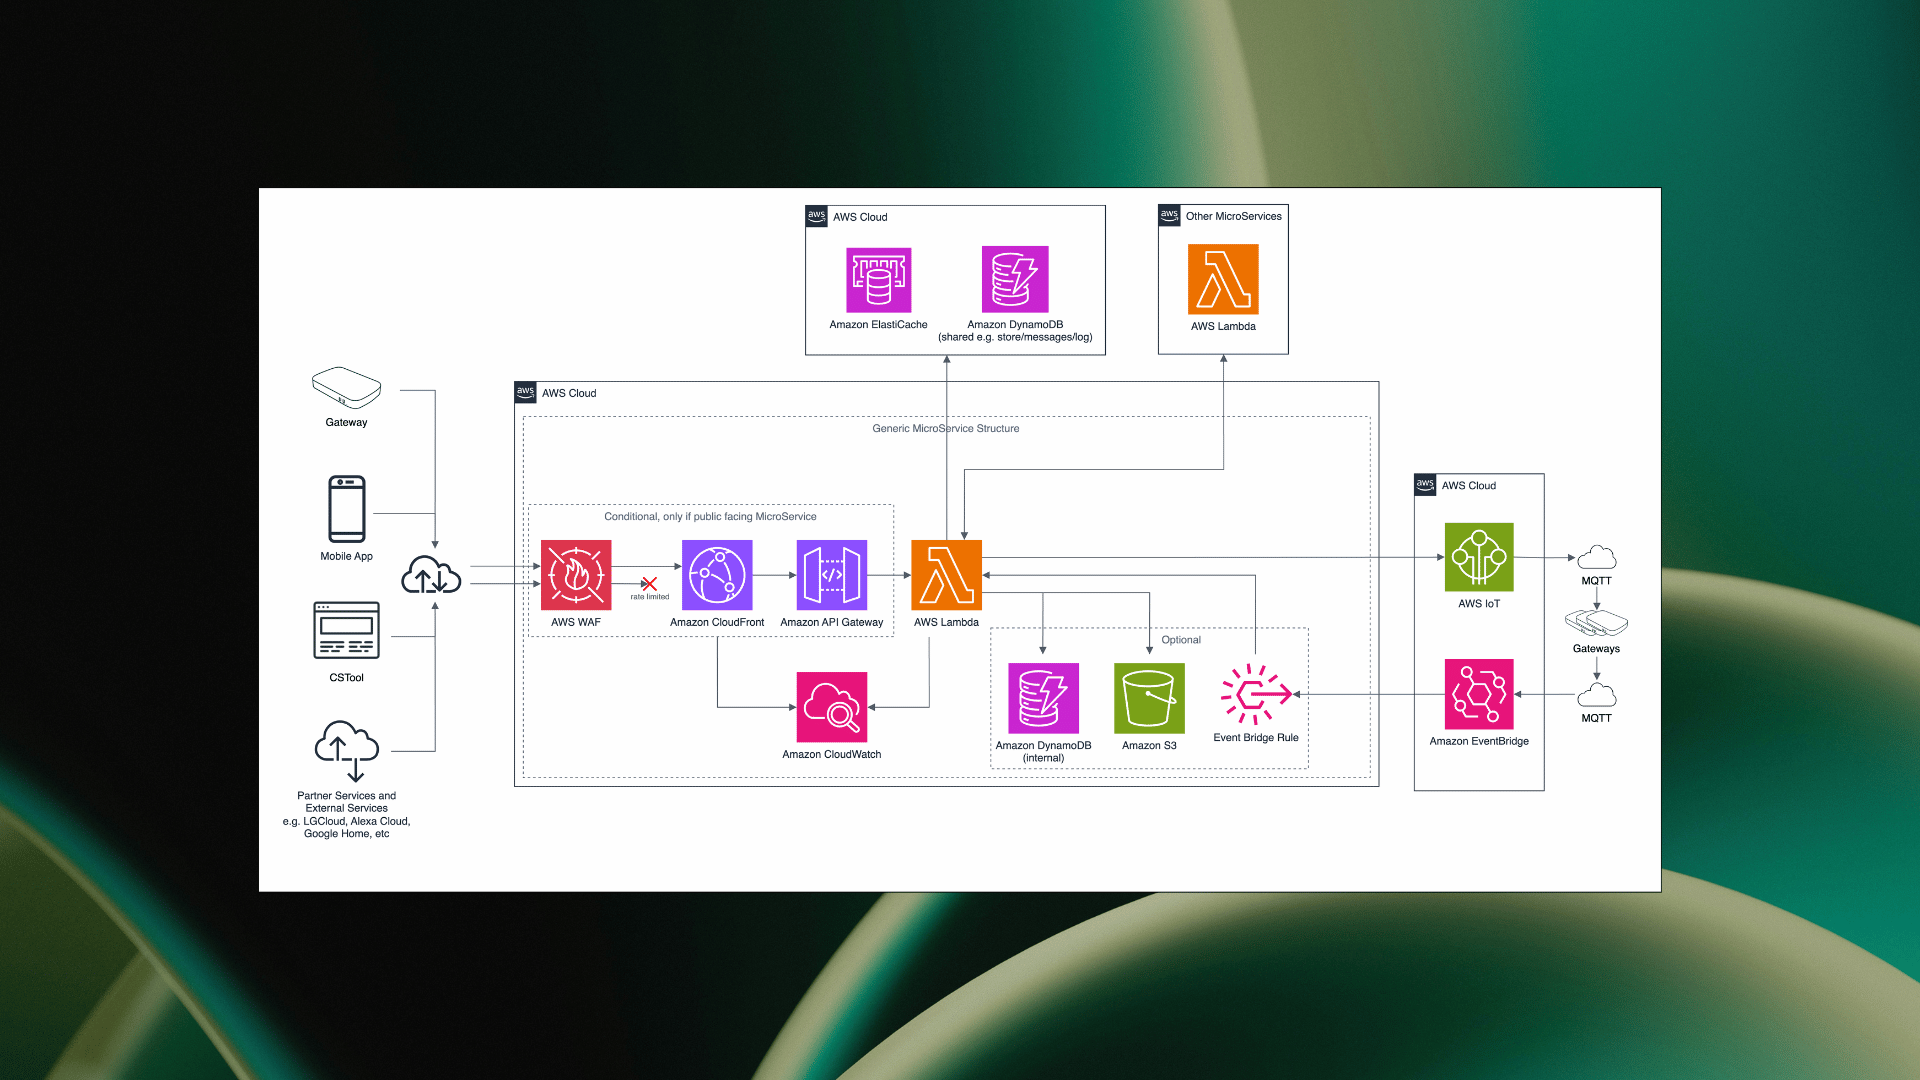 aws
AWS Cloud
Amazon ElastiCache
Amazon DynamoDB
(shared e.g. store/messages/log)
aws
Other MicroServices
AWS Lambda
Gateway
Mobile App
CSTool
Partner Services and
External Services
e.g. LGCloud, Alexa Cloud,
Google Home, etc
aws
AWS Cloud
Generic MicroService Structure
Conditional, only if public facing MicroService
AWS WAF
rate limited
Amazon CloudFront
</>
Amazon API Gateway
AWS Lambda
Amazon CloudWatch
Optional
Amazon DynamoDB
(internal)
Amazon S3
Event Bridge Rule
aws
AWS Cloud
AWS IoT
Amazon EventBridge
MQTT
Gateways
MQTT